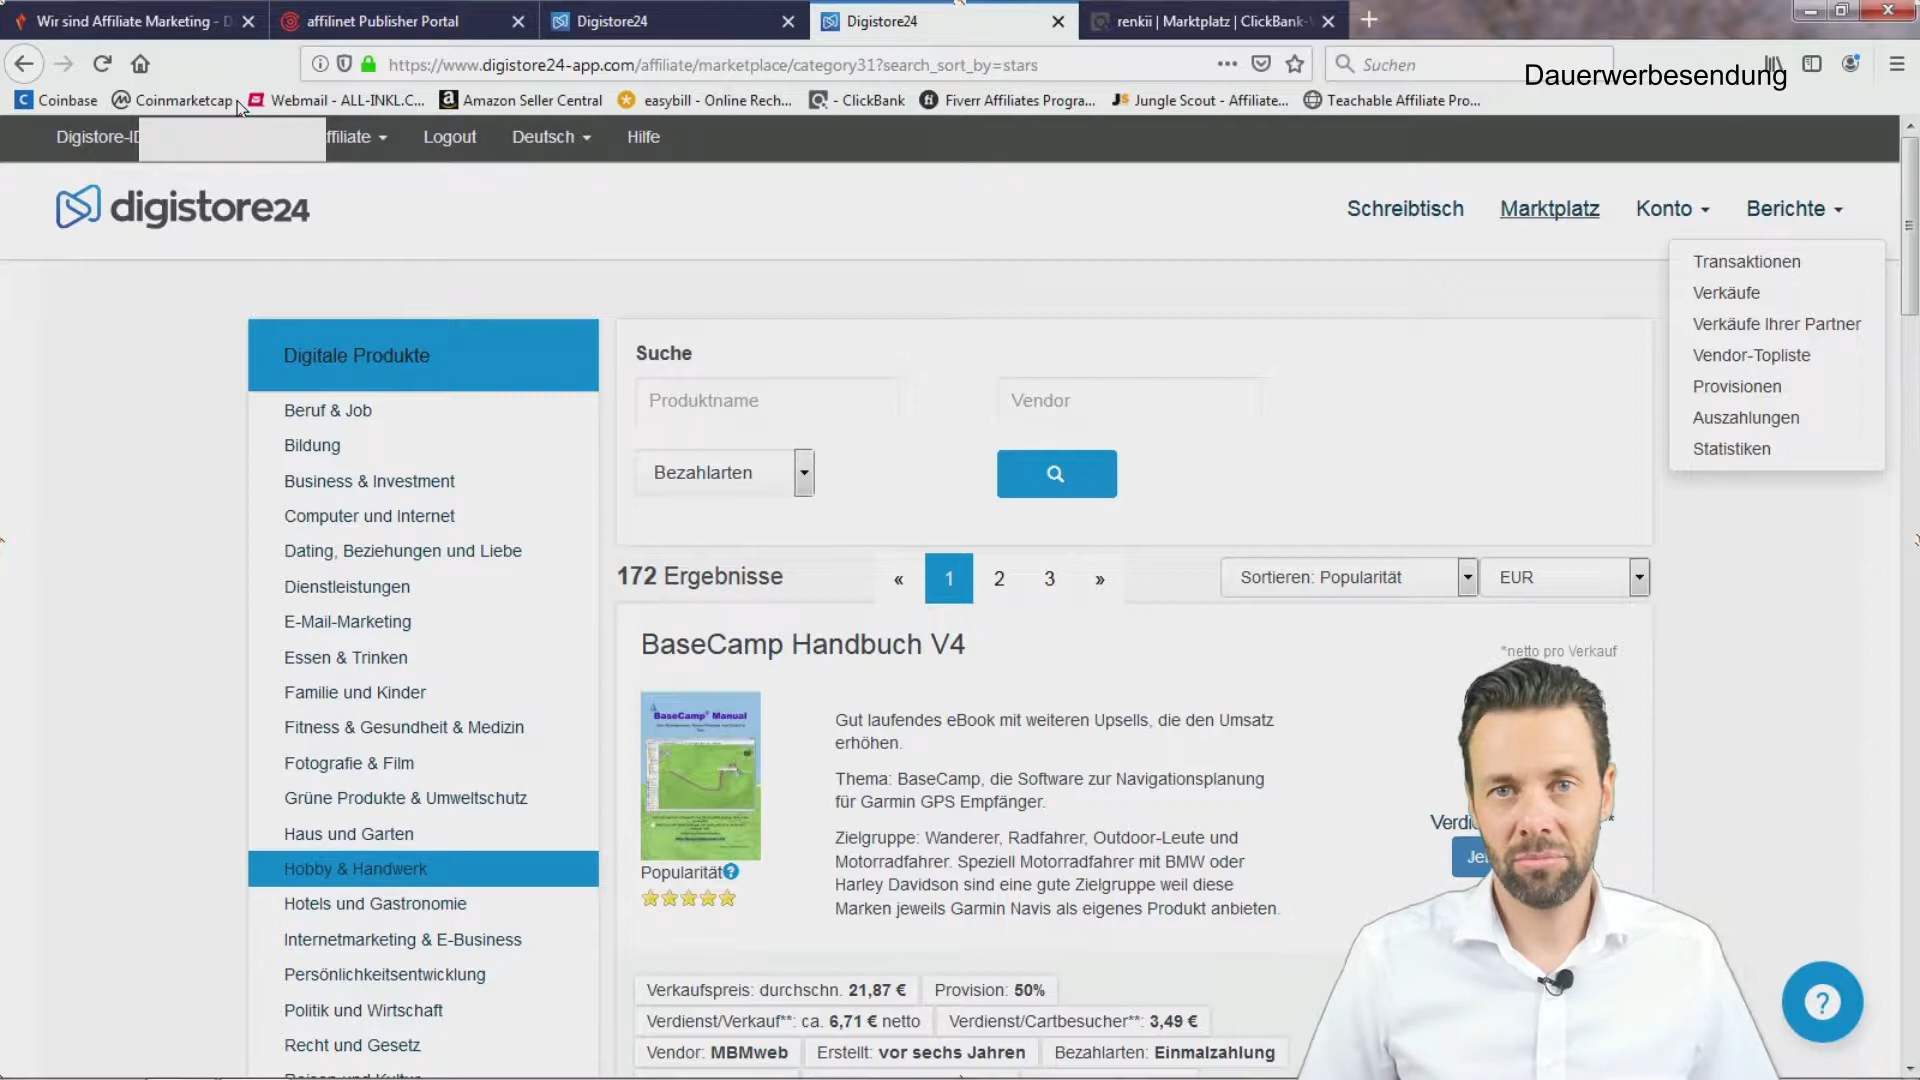 Wir sind Affiliate Marketing - D
affilinet Publisher Portal
Digistore24
Digistore24
renkii | Marktplatz | ClickBank-
https://www.digistore24-app.com/affiliate/marketplace/category31?search_sort_by=stars
Suchen
Dauerwerbesendung
Coinbase
Coinmarketcap
Webmail - ALL-INKL.C...
Amazon Seller Central
easybill - Online Rech...
- ClickBank
Fiverr Affiliates Progra...
Jungle Scout - Affiliate...
Teachable Affiliate Pro...
Digistore-ID
ffiliate
Logout
Deutsch
Hilfe
digistore24
Schreibtisch
Marktplatz
Konto
Berichte
Transaktionen
Verkäufe
Verkäufe Ihrer Partner
Vendor-Topliste
Provisionen
Auszahlungen
Statistiken
Digitale Produkte
Beruf & Job
Bildung
Business & Investment
Computer und Internet
Dating, Beziehungen und Liebe
Dienstleistungen
E-Mail-Marketing
Essen & Trinken
Familie und Kinder
Fitness & Gesundheit & Medizin
Fotografie & Film
Grüne Produkte & Umweltschutz
Haus und Garten
Hobby & Handwerk
Hotels und Gastronomie
Internetmarketing & E-Business
Persönlichkeitsentwicklung
Politik und Wirtschaft
Recht und Gesetz
Suche
Produktname
Vendor
Bezahlarten
172 Ergebnisse
« 1 2 3 »
Sortieren: Popularität
EUR
BaseCamp Handbuch V4
*netto pro Verkauf
BaseCamp® Manual
Popularität
Gut laufendes eBook mit weiteren Upsells, die den Umsatz
erhöhen.
Thema: BaseCamp, die Software zur Navigationsplanung
für Garmin GPS Empfänger.
Zielgruppe: Wanderer, Radfahrer, Outdoor-Leute und
Motorradfahrer. Speziell Motorradfahrer mit BMW oder
Harley Davidson sind eine gute Zielgruppe weil diese
Marken jeweils Garmin Navis als eigenes Produkt anbieten.
Verdi
*
Je
Verkaufspreis: durchschn. 21,87 €
Provision: 50%
Verdienst/Verkauf**: ca. 6,71 € netto
Verdienst/Cartbesucher**: 3,49 €
Vendor: MBMweb
Erstellt: vor sechs Jahren
Bezahlarten: Einmalzahlung